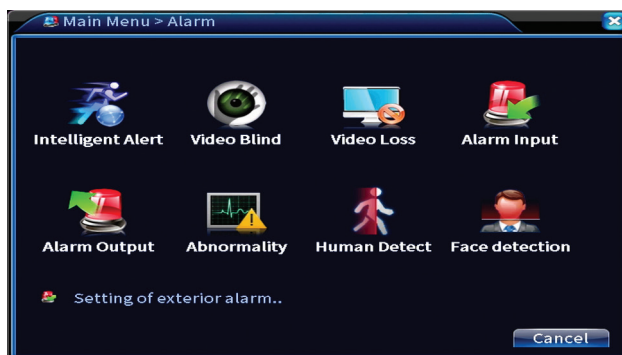 Main Menu > Alarm
Intelligent Alert Video Blind Video Loss Alarm Input
Alarm Output Abnormality Human Detect Face detection
Setting of exterior alarm..
Cancel